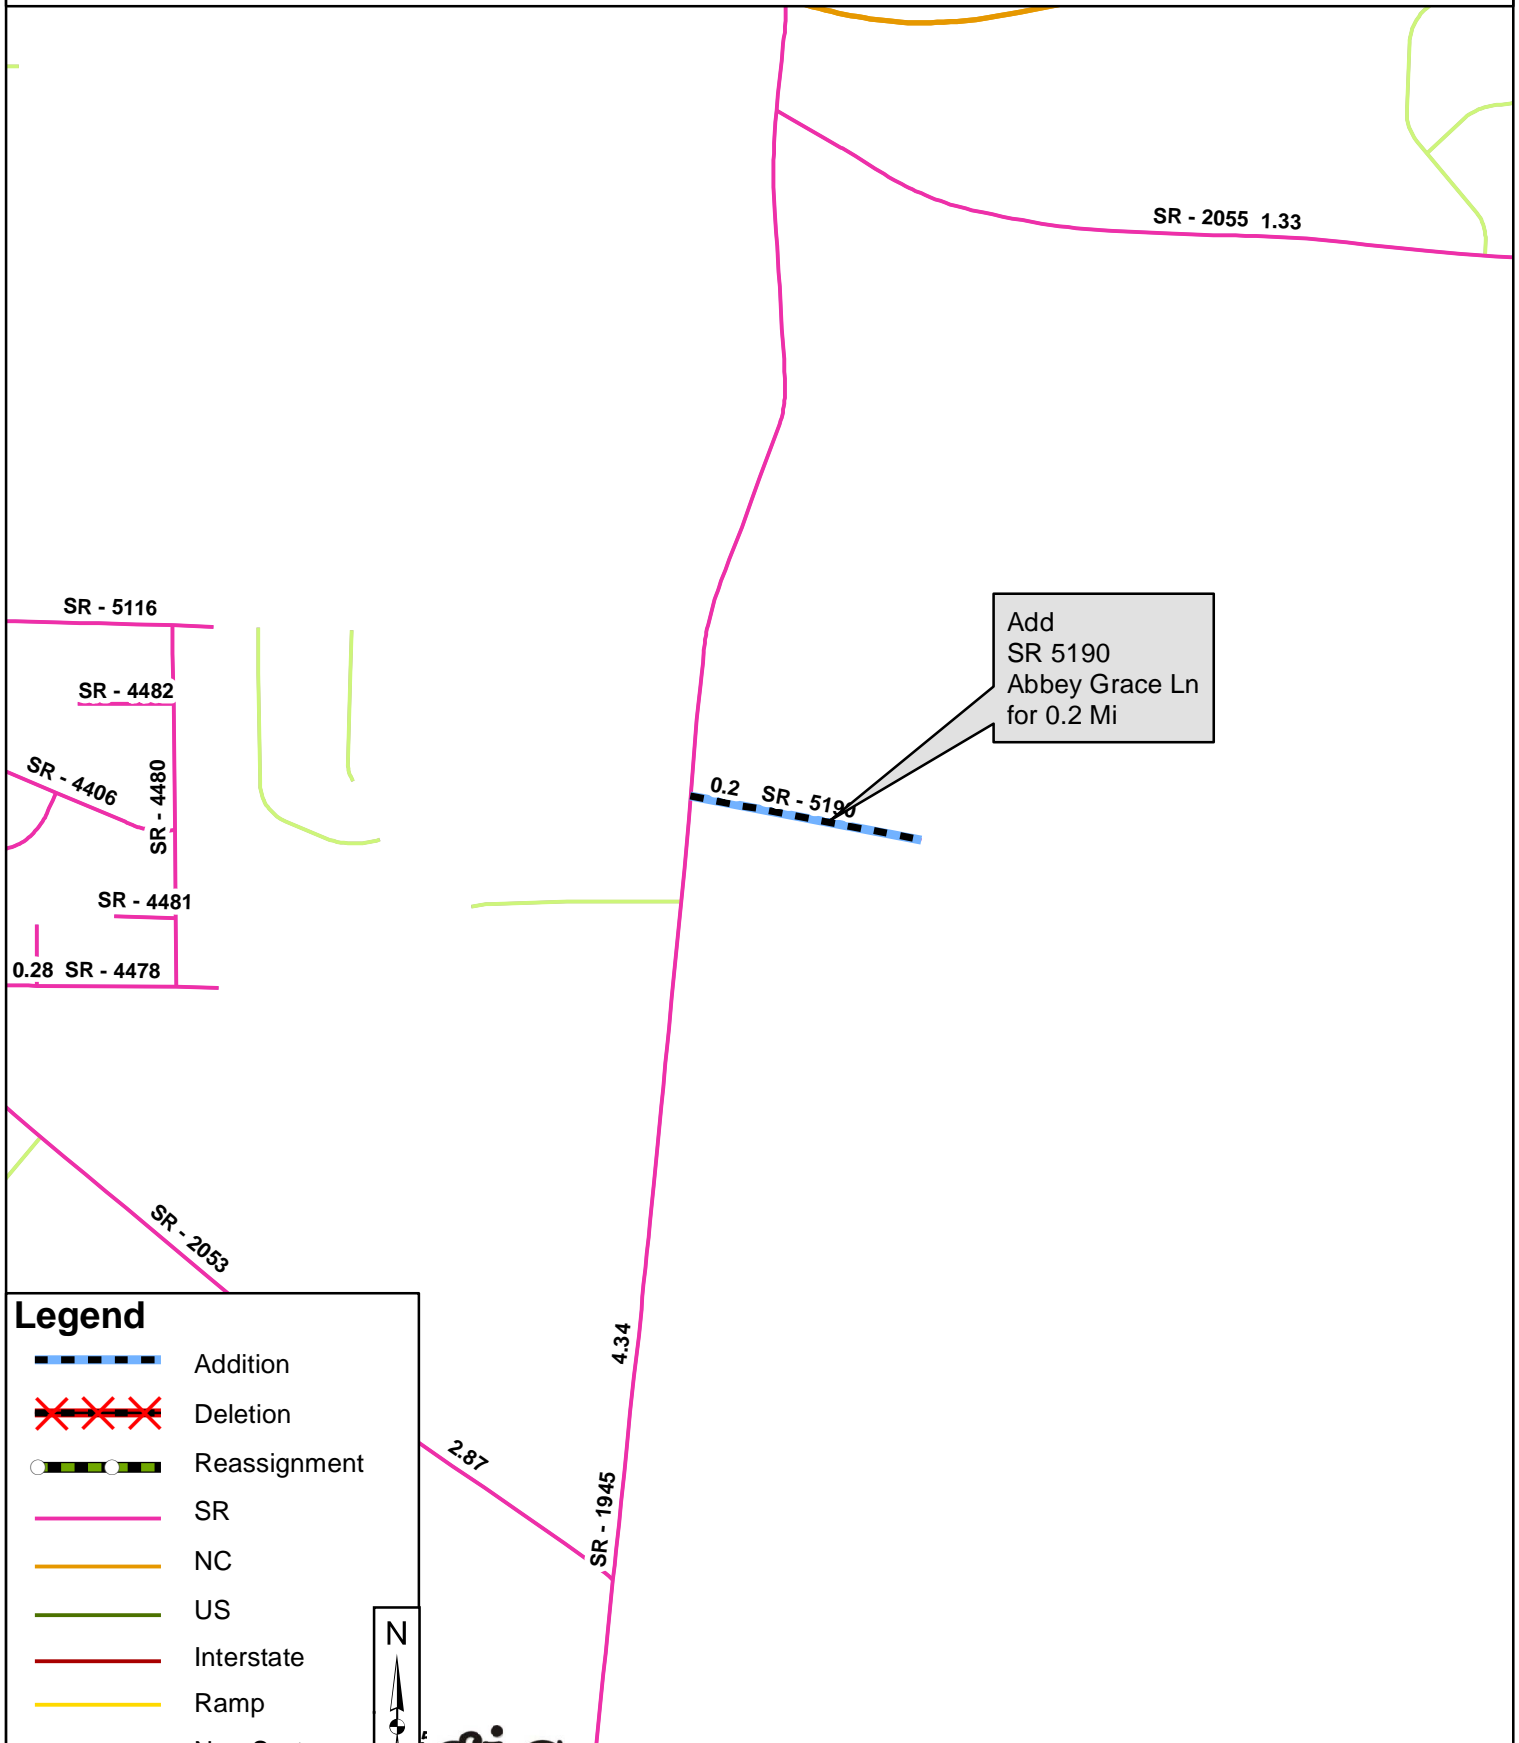 SR - 2055 1.33
SR - 5116
Add
SR 5190
Abbey Grace Ln
for 0.2 Mi
SR - 4482
SR - 4406
SR - 4480
0.2 SR - 5190
SR - 4481
0.28 SR - 4478
SR - 2053
Legend
4.34
Addition
Deletion
2.87
Reassignment
SR - 1945
SR
NC
US
N
Interstate
Ramp